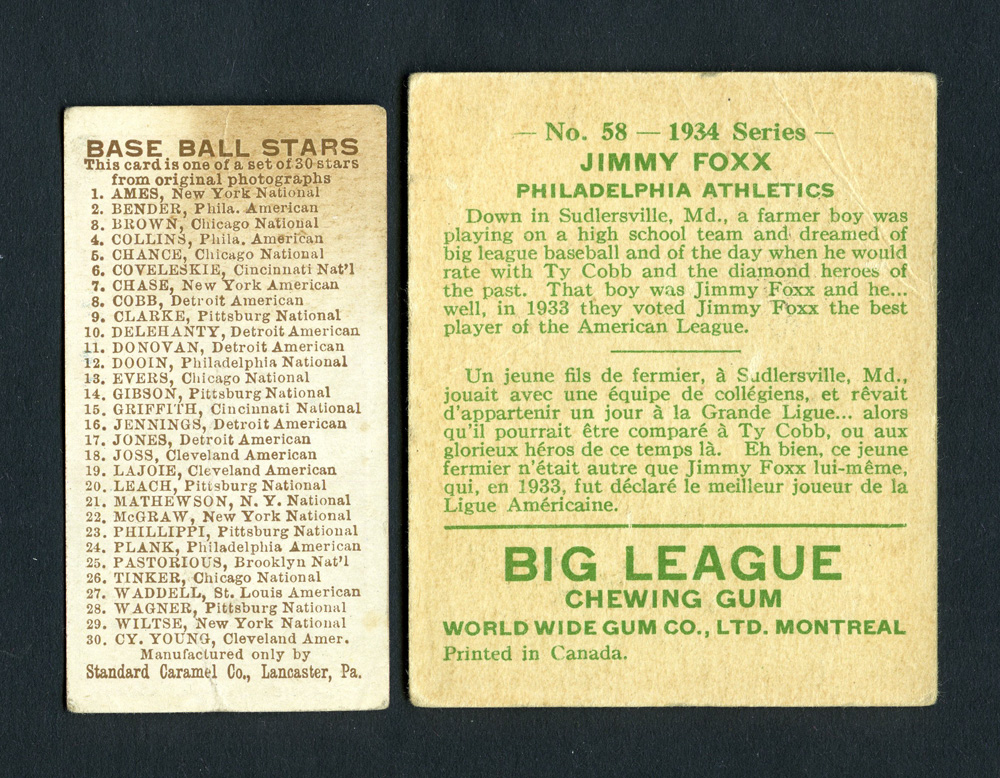 BASE BALL STARS
This card is one of a set of 30 stars
from original photographs
1. AMES, New York National
2. BENDER, Phila. American
3. BROWN, Chicago National
4. COLLINS, Phila. American
5. CHANCE, Chicago National
6. COVELESKIE, Cincinnati Nat'l
7. CHASE, New York American
8. COBB, Detroit American
9. CLARKE, Pittsburg National
10. DELEHANTY, Detroit American
11. DONOVAN, Detroit American
12. DOOIN, Philadelphia National
13. EVERS, Chicago National
14. GIBSON, Pittsburg National
15. GRIFFITH, Cincinnati National
16. JENNINGS, Detroit American
17. JONES, Detroit American
18. JOSS, Cleveland American
19. LAJOIE, Cleveland American
20. LEACH, Pittsburg National
21. MATHEWSON, N. Y. National
22. McGRAW, New York National
23. PHILLIPPI, Pittsburg National
24. PLANK, Philadelphia American
25. PASTORIOUS, Brooklyn Nat'l
26. TINKER, Chicago National
27. WADDELL, St. Louis American
28. WAGNER, Pittsburg National
29. WILTSE, New York National
30. CY. YOUNG, Cleveland Amer.
Manufactured only by
Standard Caramel Co., Lancaster, Pa.
— No. 58 — 1934 Series —
JIMMY FOXX
PHILADELPHIA ATHLETICS
Down in Sudlersville, Md., a farmer boy was
playing on a high school team and dreamed of
big league baseball and of the day when he would
rate with Ty Cobb and the diamond heroes of
the past. That boy was Jimmy Foxx and he...
well, in 1933 they voted Jimmy Foxx the best
player of the American League.
Un jeune fils de fermier, à Sudlersville, Md.,
jouait avec une équipe de collégiens, et rêvait
d'appartenir un jour à la Grande Ligue... alors
qu'il pourrait être comparé à Ty Cobb, ou aux
glorieux héros de ce temps là. Eh bien, ce jeune
fermier n'était autre que Jimmy Foxx lui-même,
qui, en 1933, fut déclaré le meilleur joueur de la
Ligue Américaine.
BIG LEAGUE
CHEWING GUM
WORLD WIDE GUM CO., LTD. MONTREAL
Printed in Canada.